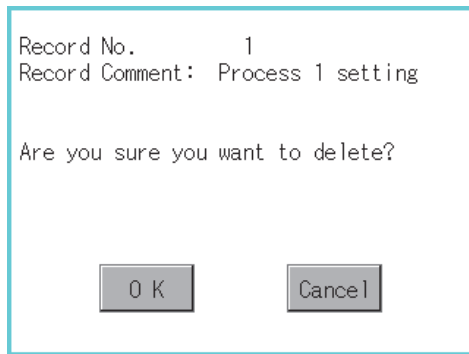 Record No. 1
Record Comment: Process 1 setting
Are you sure you want to delete?
OK Cancel